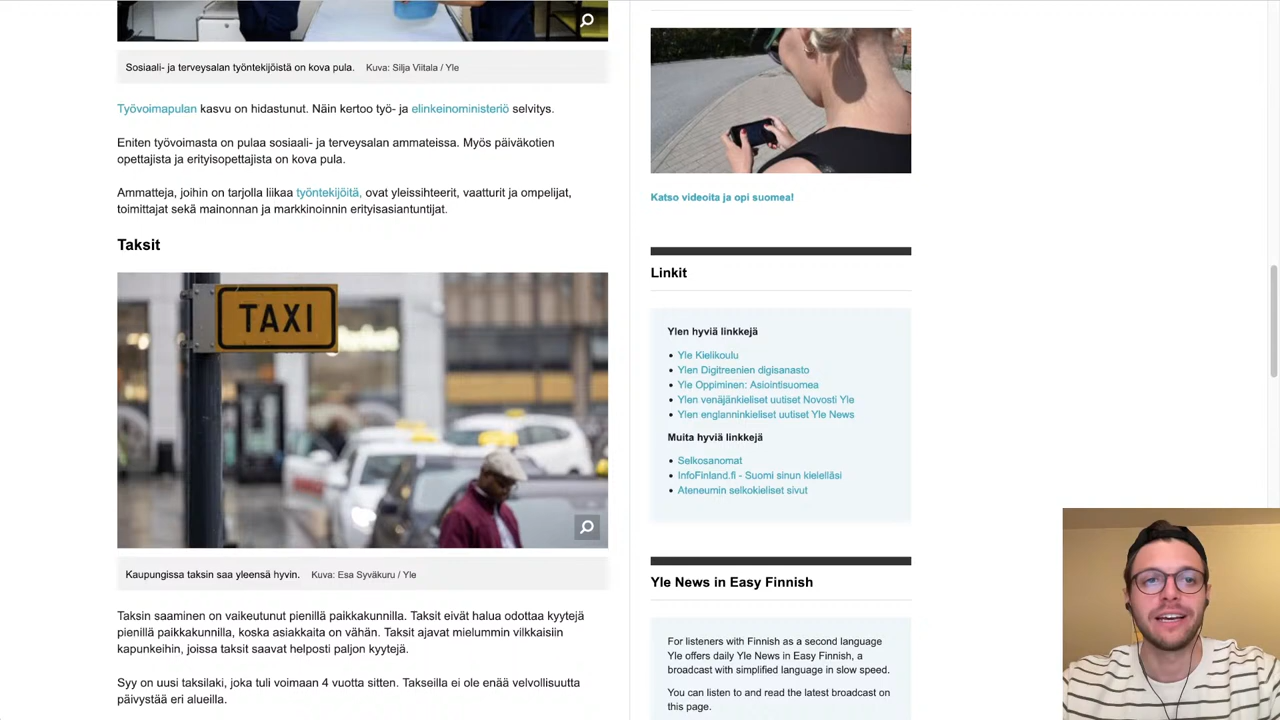 Sosiaali- ja terveysalan työntekijöistä on kova pula. Kuva: Silja Viitala / Yle
Työvoimapulan kasvu on hidastunut. Näin kertoo työ- ja elinkeinoministeriö selvitys.
Eniten työvoimasta on pulaa sosiaali- ja terveysalan ammateissa. Myös päiväkotien
opettajista ja erityisopettajista on kova pula.
Ammatteja, joihin on tarjolla liikaa työntekijöitä, ovat yleissihteerit, vaatturit ja ompelijat,
toimittajat sekä mainonnan ja markkinoinnin erityisasiantuntijat.
Taksit
TAXI
Kaupungissa taksin saa yleensä hyvin. Kuva: Esa Syväkuru / Yle
Taksin saaminen on vaikeutunut pienillä paikkakunnilla. Taksit eivät halua odottaa kyytejä
pienillä paikkakunnilla, koska asiakkaita on vähän. Taksit ajavat mielummin vilkkaisiin
kapunkeihin, joissa taksit saavat helposti paljon kyytejä.
Syy on uusi taksilaki, joka tuli voimaan 4 vuotta sitten. Takseilla ei ole enää velvollisuutta
päivystää eri alueilla.
Katso videoita ja opi suomea!
Linkit
Ylen hyviä linkkejä
Yle Kielikoulu
Ylen Digitreenien digisanasto
Yle Oppiminen: Asiointisuomea
Ylen venäjänkieliset uutiset Novosti Yle
Ylen englanninkieliset uutiset Yle News
Muita hyviä linkkejä
Selkosanomat
InfoFinland.fi - Suomi sinun kielelläsi
Ateneumin selkokieliset sivut
Yle News in Easy Finnish
For listeners with Finnish as a second language
Yle offers daily Yle News in Easy Finnish, a
broadcast with simplified language in slow speed.
You can listen to and read the latest broadcast on
this page.